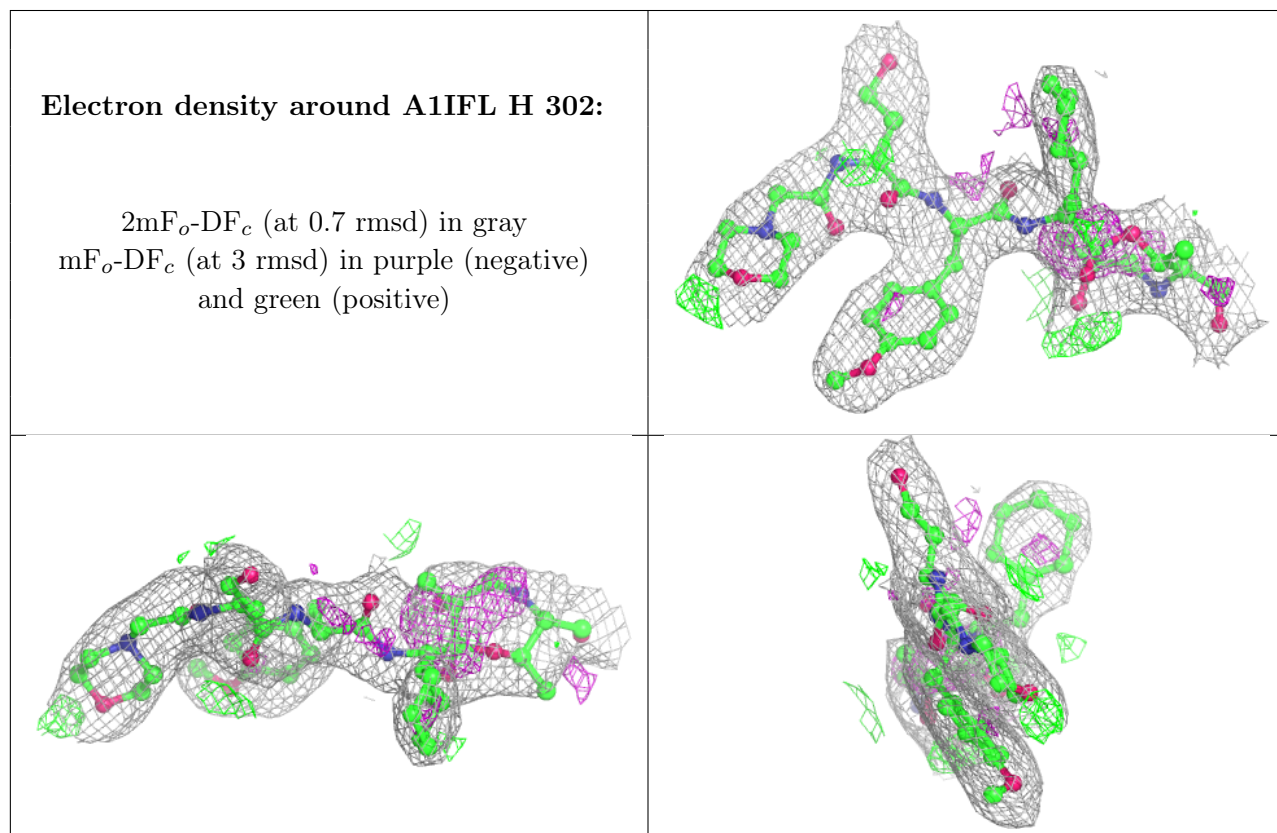 Electron density around A1IFL H 302:
2mFo-DFc (at 0.7 rmsd) in gray
mFo-DFc (at 3 rmsd) in purple (negative)
and green (positive)